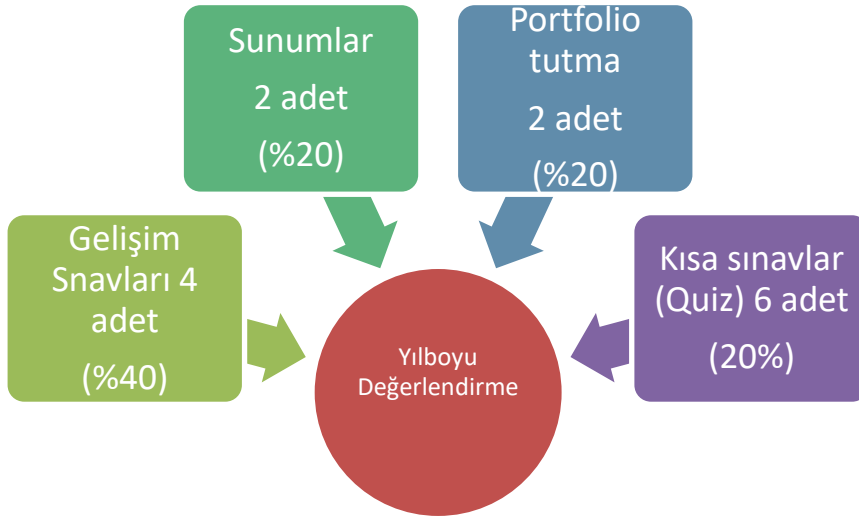 Sunumlar
2 adet
(%20)
Portfolio
tutma
2 adet
(%20)
Gelişim
Snavları 4
adet
(%40)
Kısa sınavlar
(Quiz) 6 adet
(20%)
Yılboyu
Değerlendirme